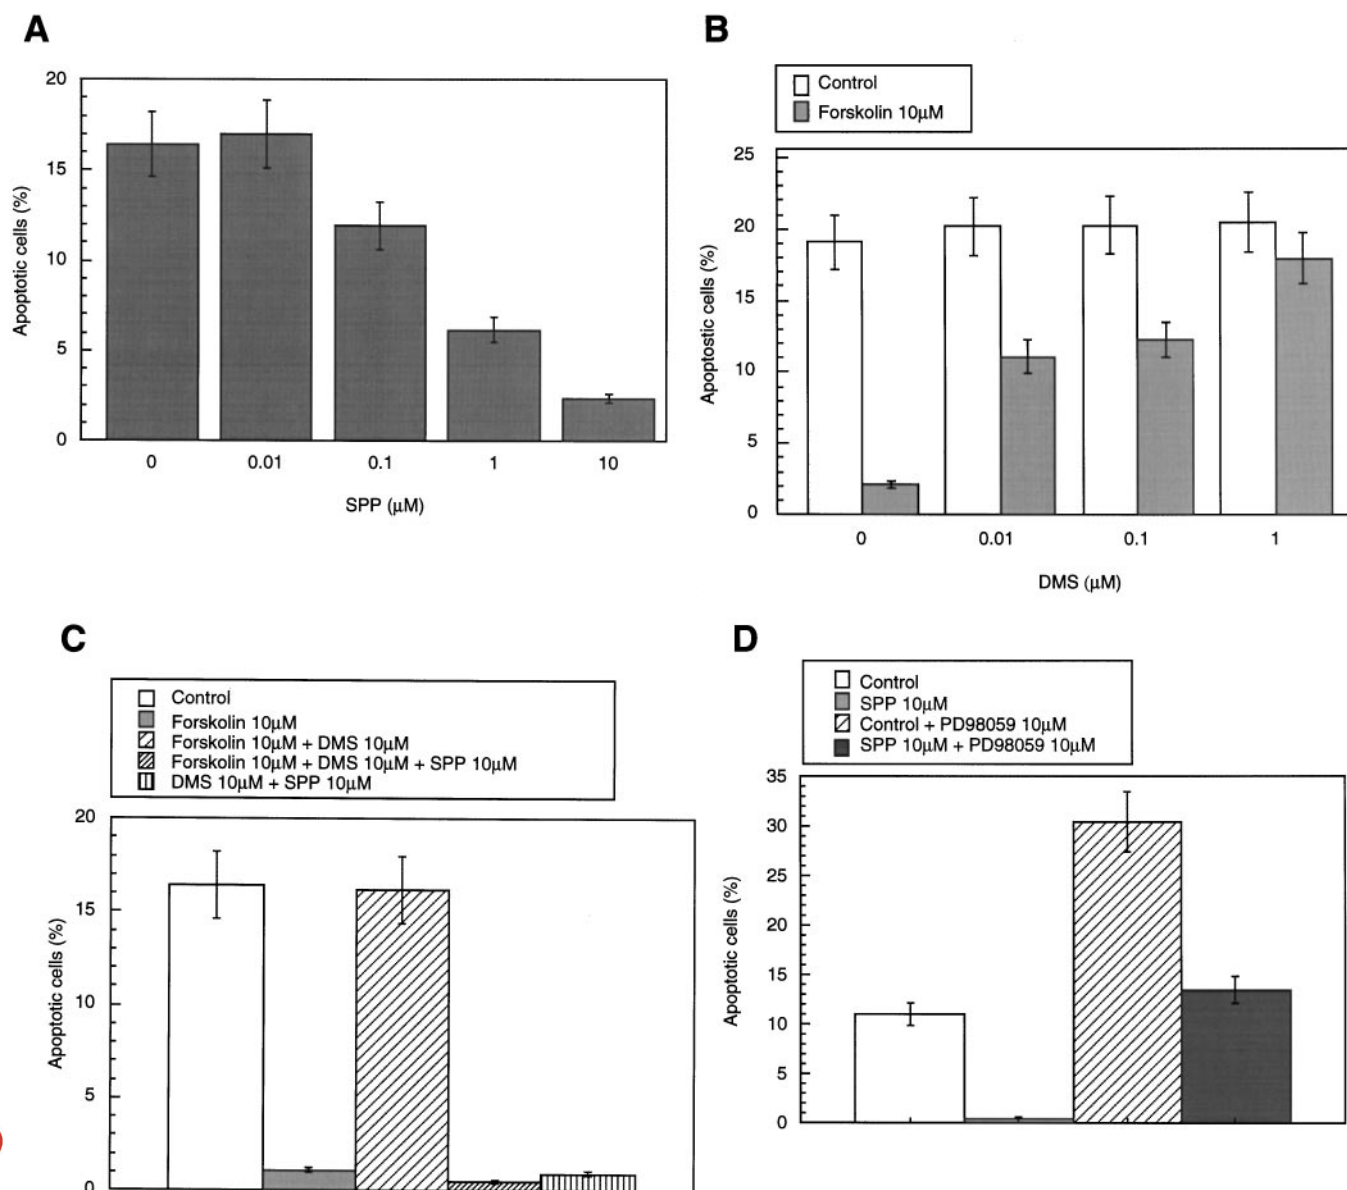 A
20
15
10
5
0
Apoptotic cells (%)
0 0.01 0.1 1 10
SPP (μM)
B
Control
Forskolin 10μM
25
20
15
10
5
0
Apoptostic cells (%)
0 0.01 0.1 1
DMS (μM)
C
Control
Forskolin 10μM
Forskolin 10μM + DMS 10μM
Forskolin 10μM + DMS 10μM + SPP 10μM
DMS 10μM + SPP 10μM
20
15
10
5
0
Apoptotic cells (%)
D
Control
SPP 10μM
Control + PD98059 10μM
SPP 10μM + PD98059 10μM
35
30
25
20
15
10
5
0
Apoptotic cells (%)